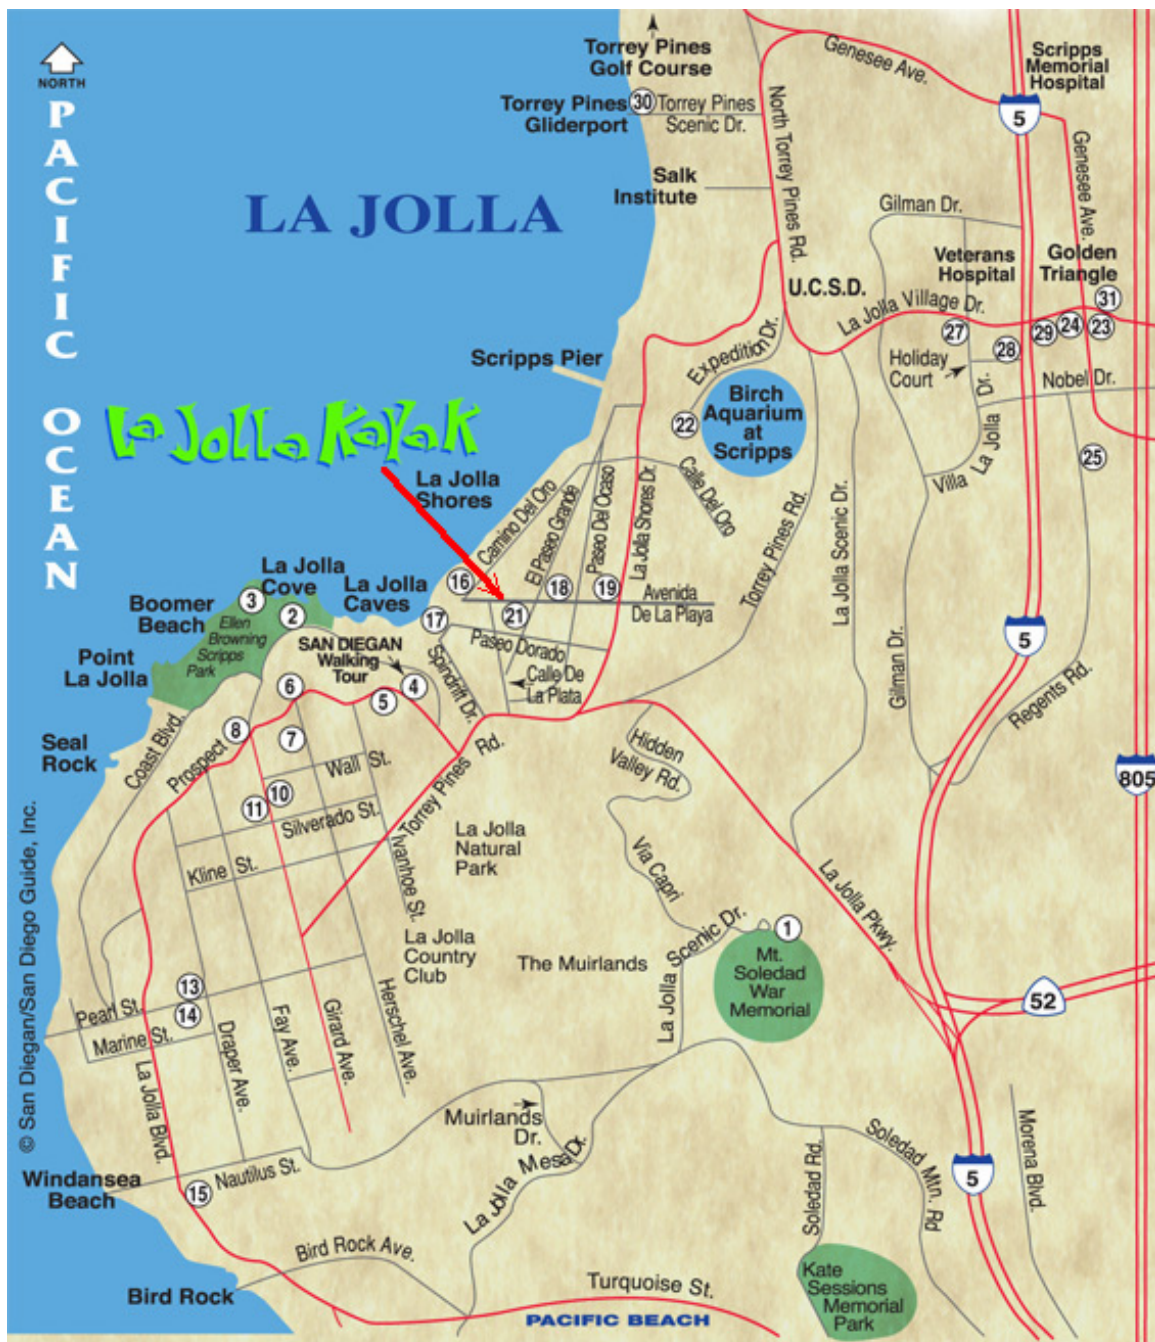 NORTH
PACIFIC OCEAN
LA JOLLA
Torrey Pines
Golf Course
Torrey Pines
Gliderport
30
Torrey Pines
Scenic Dr.
Salk
Institute
North Torrey Pines Rd.
Genesee Ave.
Scripps
Memorial
Hospital
5
Genesee Ave.
Gilman Dr.
Veterans
Hospital
Golden
Triangle
U.C.S.D.
La Jolla Village Dr.
31
27
28
29
24
23
Holiday
Court
Nobel Dr.
Villa La Jolla Dr.
25
Scripps Pier
Expedition Dr.
22
Birch
Aquarium
at
Scripps
La Jolla Kayak
La Jolla
Shores
Camino Del Oro
El Paseo Grande
Paseo Del Ocaso
La Jolla Shores Dr.
Calle Del Oro
Torrey Pines Rd.
La Jolla Scenic Dr.
Gilman Dr.
Regents Rd.
5
805
La Jolla
Cove
La Jolla
Caves
16
18
19
Avenida
De La Playa
21
17
Paseo Dorado
Calle De
La Plata
Spindrift Dr.
Boomer
Beach
3
2
Ellen
Browning
Scripps
Park
Point
La Jolla
SAN DIEGAN
Walking
Tour
4
5
6
7
8
Seal
Rock
Coast Blvd.
Prospect
Wall St.
10
11
Silverado St.
Kline St.
Ivanhoe St.
Torrey Pines Rd.
La Jolla
Natural
Park
Hidden
Valley Rd.
Via Capri
La Jolla Pkwy.
La Jolla
Country
Club
The Muirlands
La Jolla Scenic Dr.
1
Mt.
Soledad
War
Memorial
52
13
14
Pearl St.
Marine St.
La Jolla Blvd.
Draper Ave.
Fay Ave.
Girard Ave.
Herschel Ave.
Muirlands
Dr.
La Jolla Mesa Dr.
Soledad Rd.
Soledad Mtn. Rd
5
Morena Blvd.
Windansea
Beach
15
Nautilus St.
Bird Rock Ave.
Bird Rock
Turquoise St.
PACIFIC BEACH
Kate
Sessions
Memorial
Park
© San Diegan/San Diego Guide, Inc.